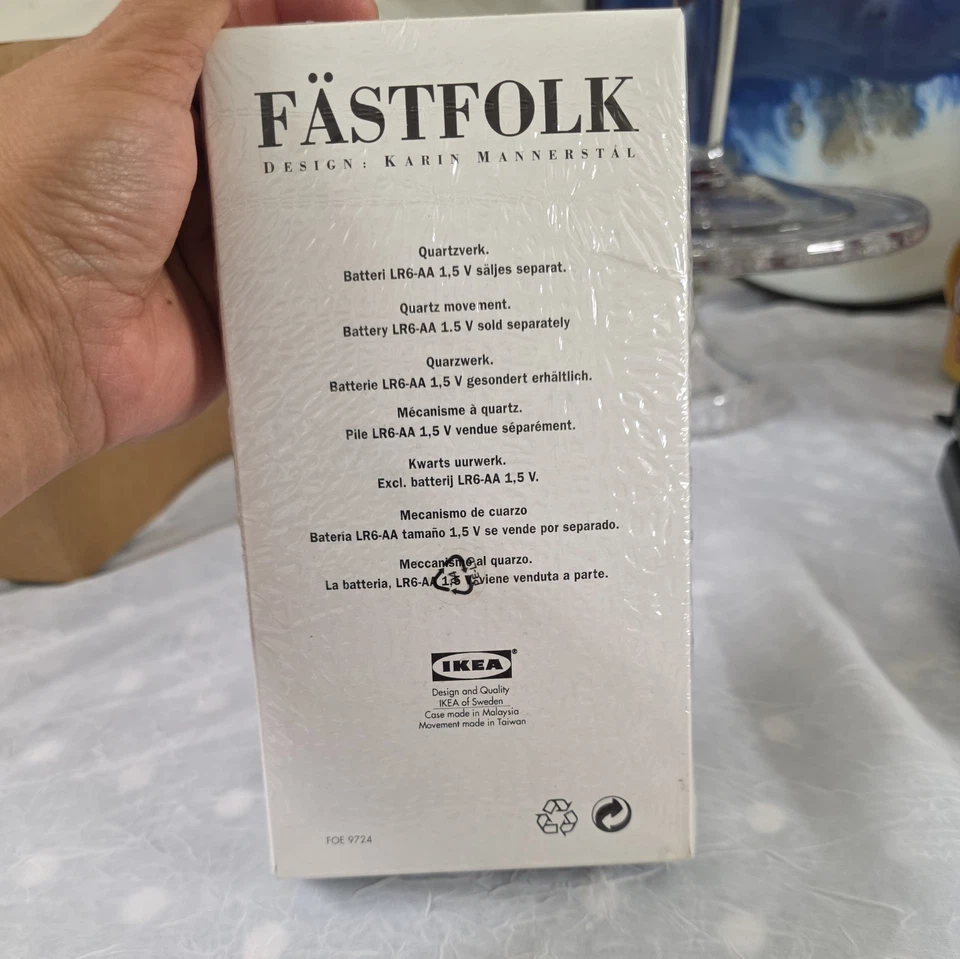 FÄSTFOLK
DESIGN: KARIN MANNERSTÅL
Quartzverk.
Batteri LR6-AA 1,5 V säljes separat.
Quartz movement.
Battery LR6-AA 1.5 V sold separately
Quarzwerk.
Batterie LR6-AA 1,5 V gesondert erhältlich.
Mécanisme à quartz.
Pile LR6-AA 1,5 V vendue séparément.
Kwarts uurwerk.
Excl. batterij LR6-AA 1,5 V.
Mecanismo de cuarzo
Batería LR6-AA tamaño 1,5 V se vende por separado.
Meccanismo al quarzo.
La batteria, LR6-AA 1,5 V viene venduta a parte.
IKEA®
Design and Quality
IKEA of Sweden
Case made in Malaysia
Movement made in Taiwan
FOE 9724